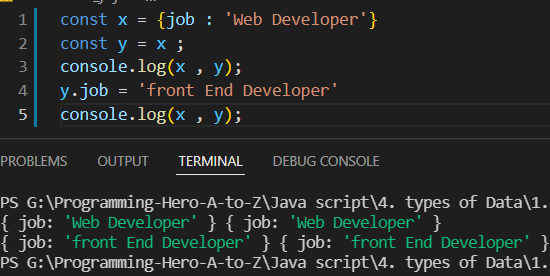 1 const x = {job : 'Web Developer'}
2 const y = x ;
3 console.log(x , y);
4 y.job = 'front End Developer'
5 console.log(x , y);
PROBLEMS OUTPUT TERMINAL DEBUG CONSOLE
PS G:\Programming-Hero-A-to-Z\Java script\4. types of Data\1.
{ job: 'Web Developer' } { job: 'Web Developer' }
{ job: 'front End Developer' } { job: 'front End Developer' }
PS G:\Programming-Hero-A-to-Z\Java script\4. types of Data\1.